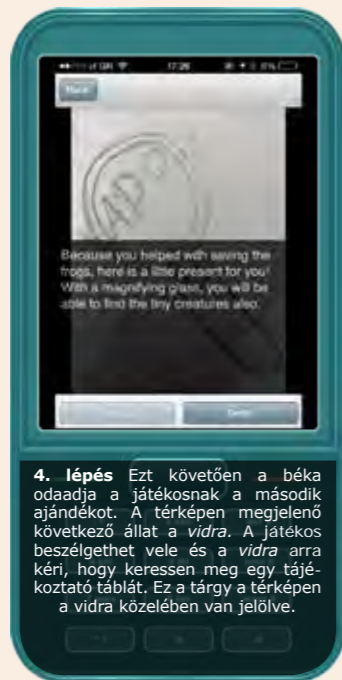 17:26
Because you helped with saving the
frogs, here is a little present for you!
With a magnifying glass, you will be
able to find the tiny creatures also.
4. lépés Ezt követően a béka
odaadja a játékosnak a második
ajándékot. A térképen megjelenő
következő állat a vidra. A játékos
beszélgethet vele és a vidra arra
kéri, hogy keressen meg egy tájé-
koztató táblát. Ez a tárgy a térképen
a vidra közelében van jelölve.